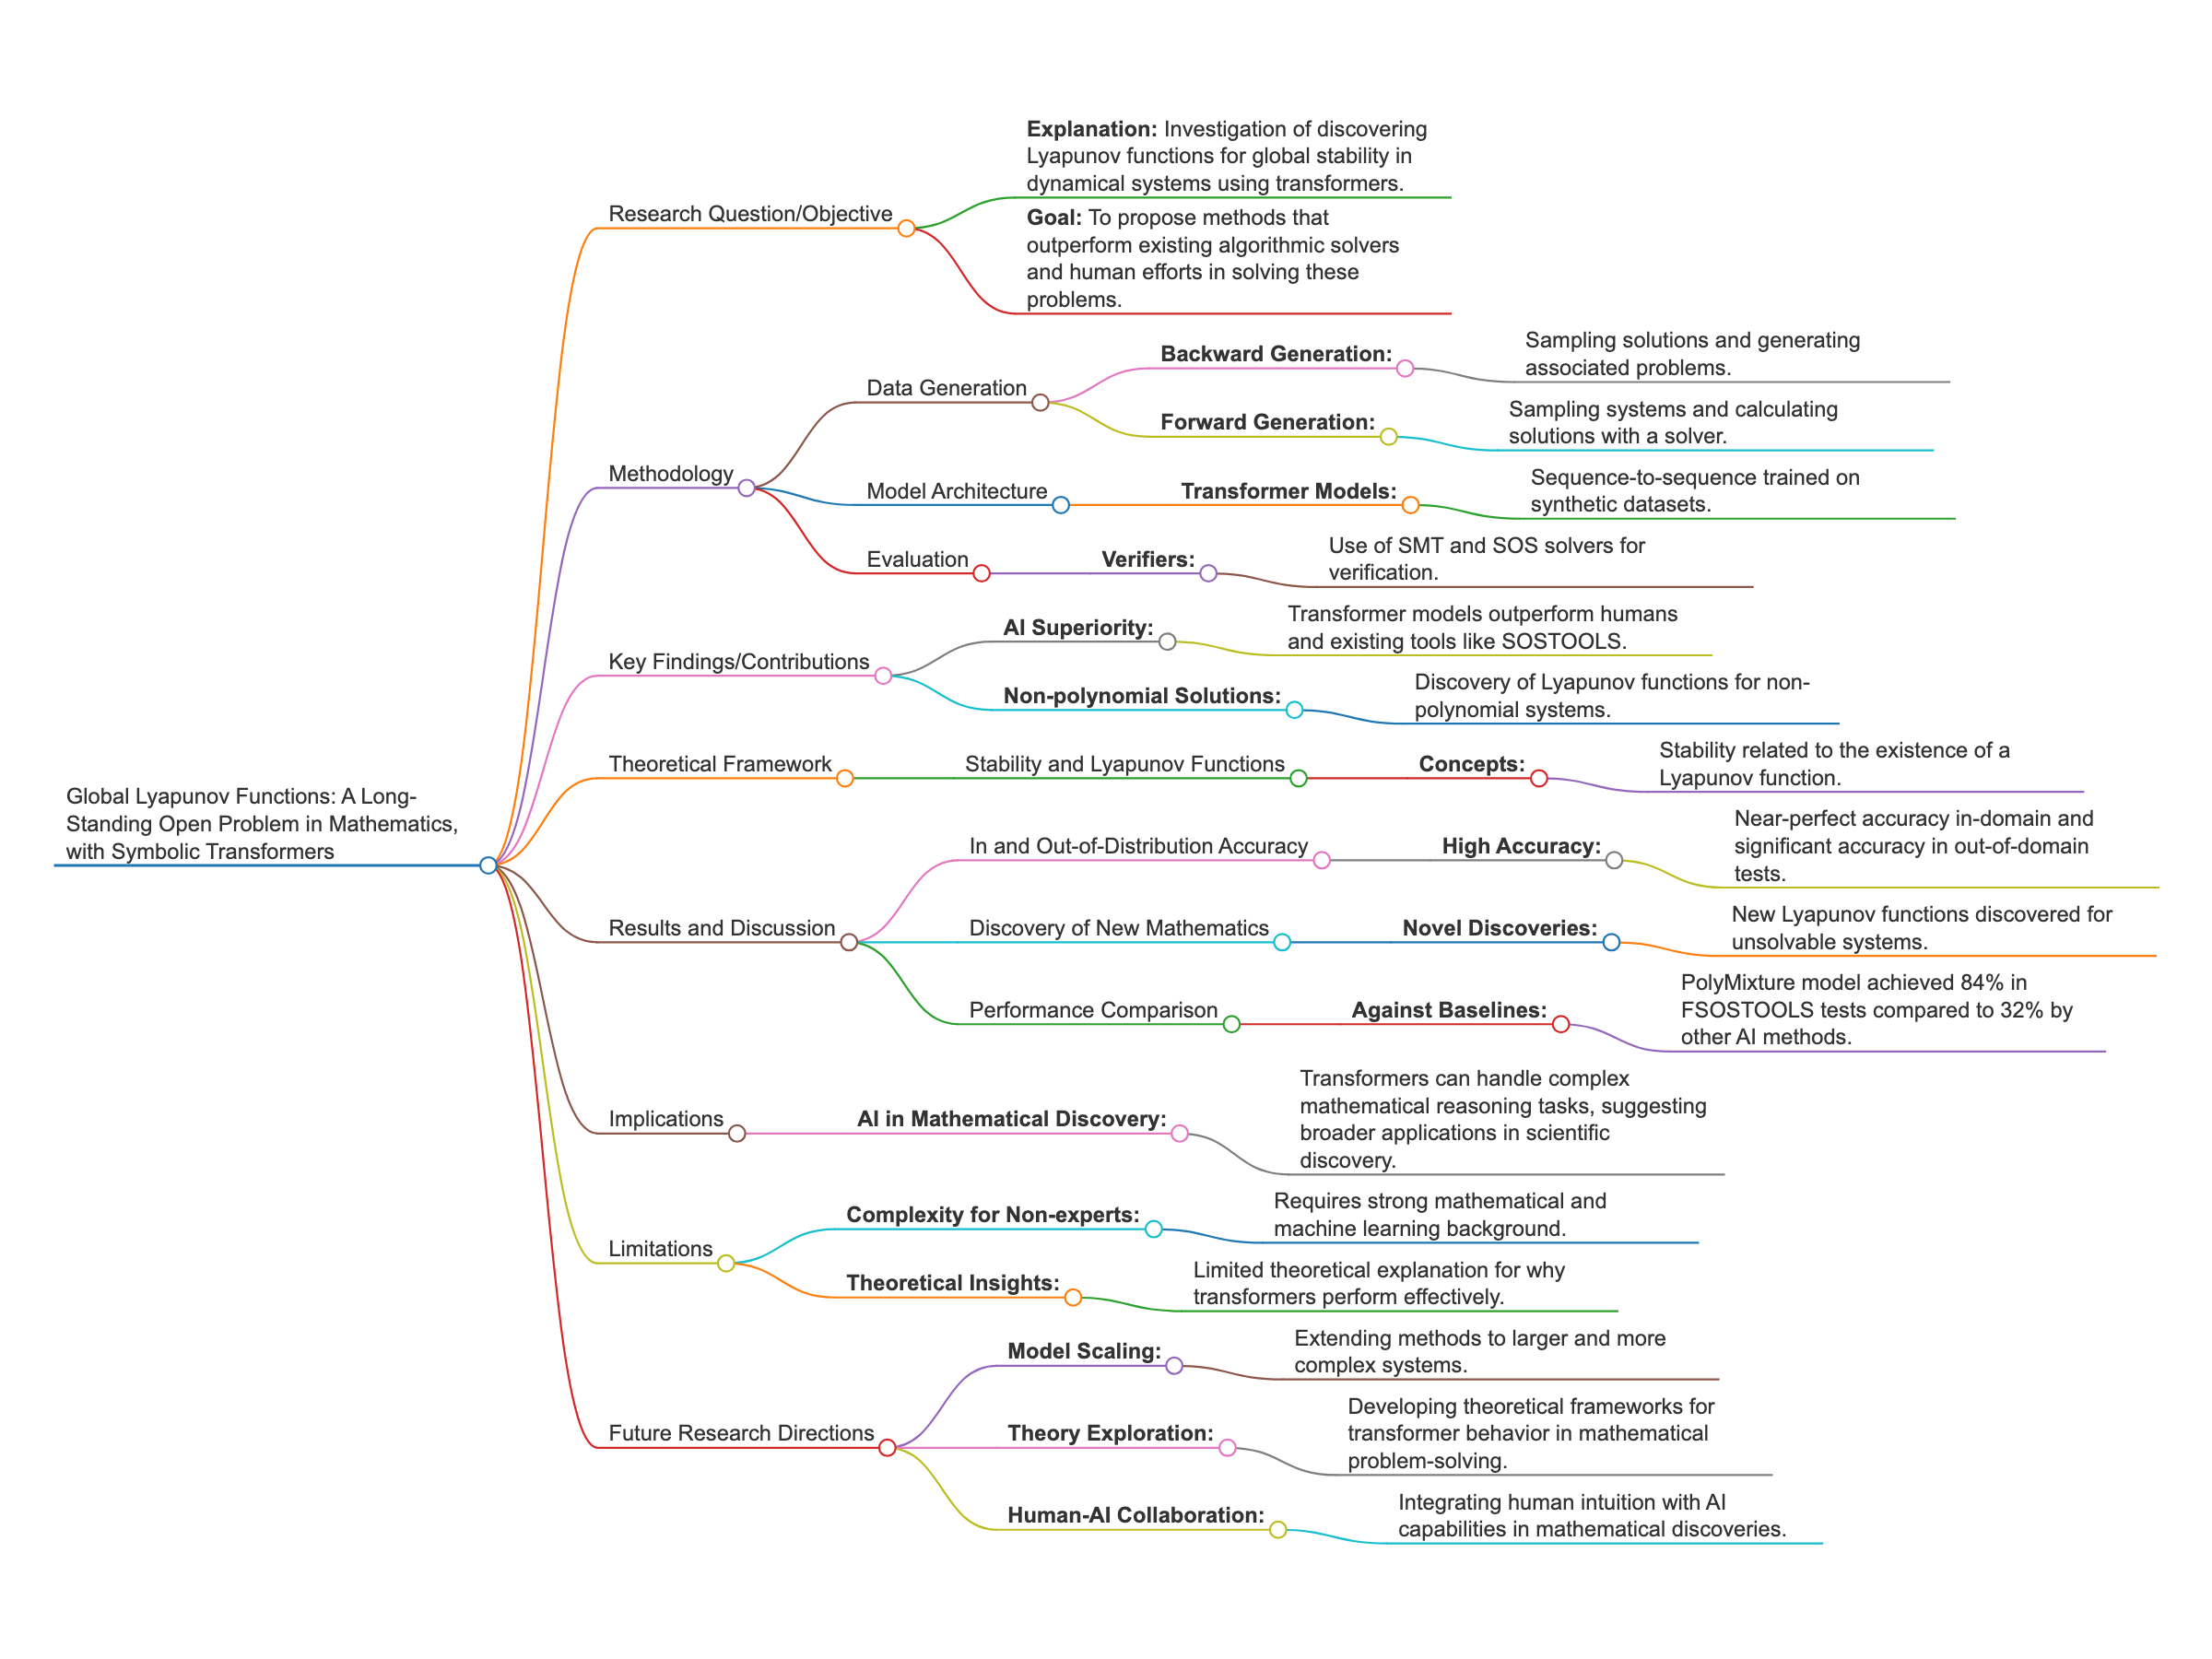 Global Lyapunov Functions: A Long-
Standing Open Problem in Mathematics,
with Symbolic Transformers
Research Question/Objective
Explanation: Investigation of discovering
Lyapunov functions for global stability in
dynamical systems using transformers.
Goal: To propose methods that
outperform existing algorithmic solvers
and human efforts in solving these
problems.
Methodology
Data Generation
Backward Generation:
Sampling solutions and generating
associated problems.
Forward Generation:
Sampling systems and calculating
solutions with a solver.
Model Architecture
Transformer Models:
Sequence-to-sequence trained on
synthetic datasets.
Evaluation
Verifiers:
Use of SMT and SOS solvers for
verification.
Key Findings/Contributions
AI Superiority:
Transformer models outperform humans
and existing tools like SOSTOOLS.
Non-polynomial Solutions:
Discovery of Lyapunov functions for non-
polynomial systems.
Theoretical Framework
Stability and Lyapunov Functions
Concepts:
Stability related to the existence of a
Lyapunov function.
Results and Discussion
In and Out-of-Distribution Accuracy
High Accuracy:
Near-perfect accuracy in-domain and
significant accuracy in out-of-domain
tests.
Discovery of New Mathematics
Novel Discoveries:
New Lyapunov functions discovered for
unsolvable systems.
Performance Comparison
Against Baselines:
PolyMixture model achieved 84% in
FSOSTOOLS tests compared to 32% by
other AI methods.
Implications
AI in Mathematical Discovery:
Transformers can handle complex
mathematical reasoning tasks, suggesting
broader applications in scientific
discovery.
Limitations
Complexity for Non-experts:
Requires strong mathematical and
machine learning background.
Theoretical Insights:
Limited theoretical explanation for why
transformers perform effectively.
Future Research Directions
Model Scaling:
Extending methods to larger and more
complex systems.
Theory Exploration:
Developing theoretical frameworks for
transformer behavior in mathematical
problem-solving.
Human-AI Collaboration:
Integrating human intuition with AI
capabilities in mathematical discoveries.